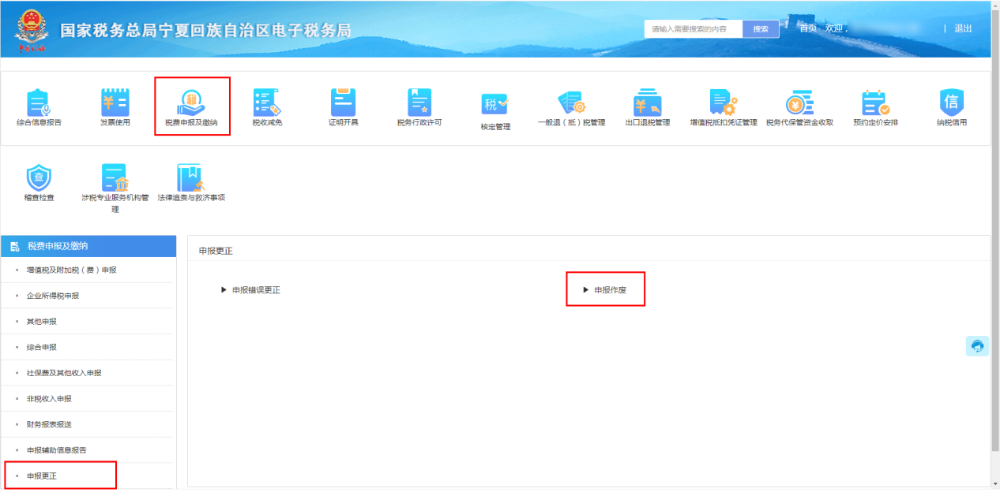 国家税务总局宁夏回族自治区电子税务局
请输入需要搜索的内容 搜索 首页 欢迎, | 退出
综合信息报告 发票使用 税费申报及缴纳 税收减免 证明开具 税务行政许可 核定管理 一般退（抵）税管理 出口退税管理 增值税抵扣凭证管理 税务代保管资金收取 预约定价安排 纳税信用
稽查检查 涉税专业服务机构管 法律追责与救济事项
理
税费申报及缴纳
增值税及附加税（费）申报
企业所得税申报
其他申报
综合申报
社保费及其他收入申报
非税收入申报
财务报表报送
申报辅助信息报告
申报更正
申报更正
申报错误更正 申报作废